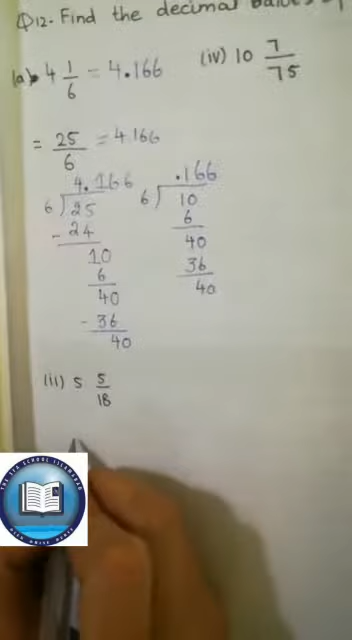 Q12. Find the decimal values of
(a) 4 1/6 = 4.166
(iv) 10 7/75
= 25/6 = 4.166
4.166
6 ) 25
- 24
10
6
40
- 36
40
.166
6 ) 10
6
40
36
40
(iii) 5 5/18